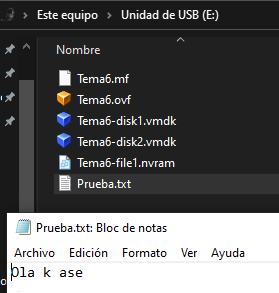 Este equipo > Unidad de USB (E:)
Nombre
Tema6.mf
Tema6.ovf
Tema6-disk1.vmdk
Tema6-disk2.vmdk
Tema6-file1.nvram
Prueba.txt
Prueba.txt: Bloc de notas
Archivo Edición Formato Ver Ayuda
Ola k ase